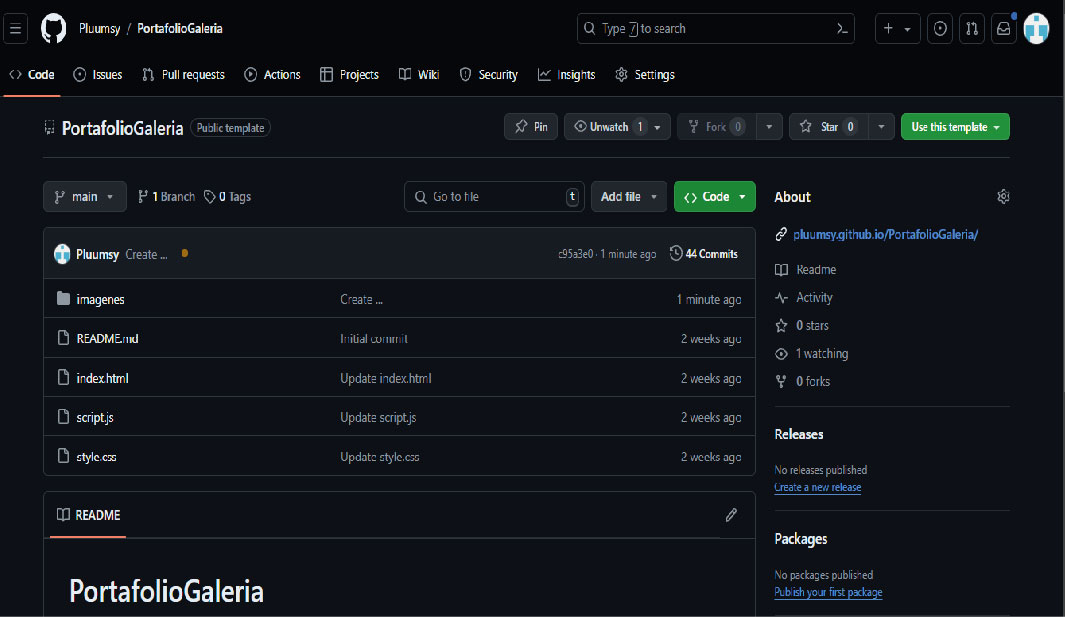 Pluumsy / PortafolioGaleria
Type / to search
Code Issues Pull requests Actions Projects Wiki Security Insights Settings
PortafolioGaleria Public template
Pin Unwatch 1 Fork 0 Star 0 Use this template
main 1 Branch 0 Tags Go to file t Add file Code
Pluumsy Create ... c95a3e0 · 1 minute ago 44 Commits
imagenes Create ... 1 minute ago
README.md Initial commit 2 weeks ago
index.html Update index.html 2 weeks ago
script.js Update script.js 2 weeks ago
style.css Update style.css 2 weeks ago
README
PortafolioGaleria
About
pluumsy.github.io/PortafolioGaleria/
Readme
Activity
0 stars
1 watching
0 forks
Releases
No releases published
Create a new release
Packages
No packages published
Publish your first package